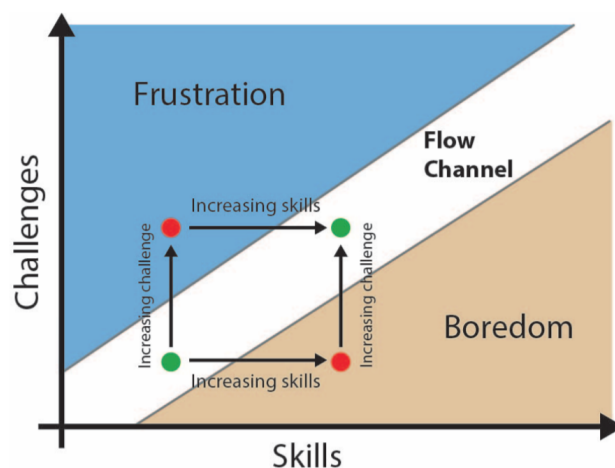 Frustration
Flow
Channel
Increasing skills
Increasing challenge
Increasing challenge
Challenges
Boredom
Increasing skills
Skills